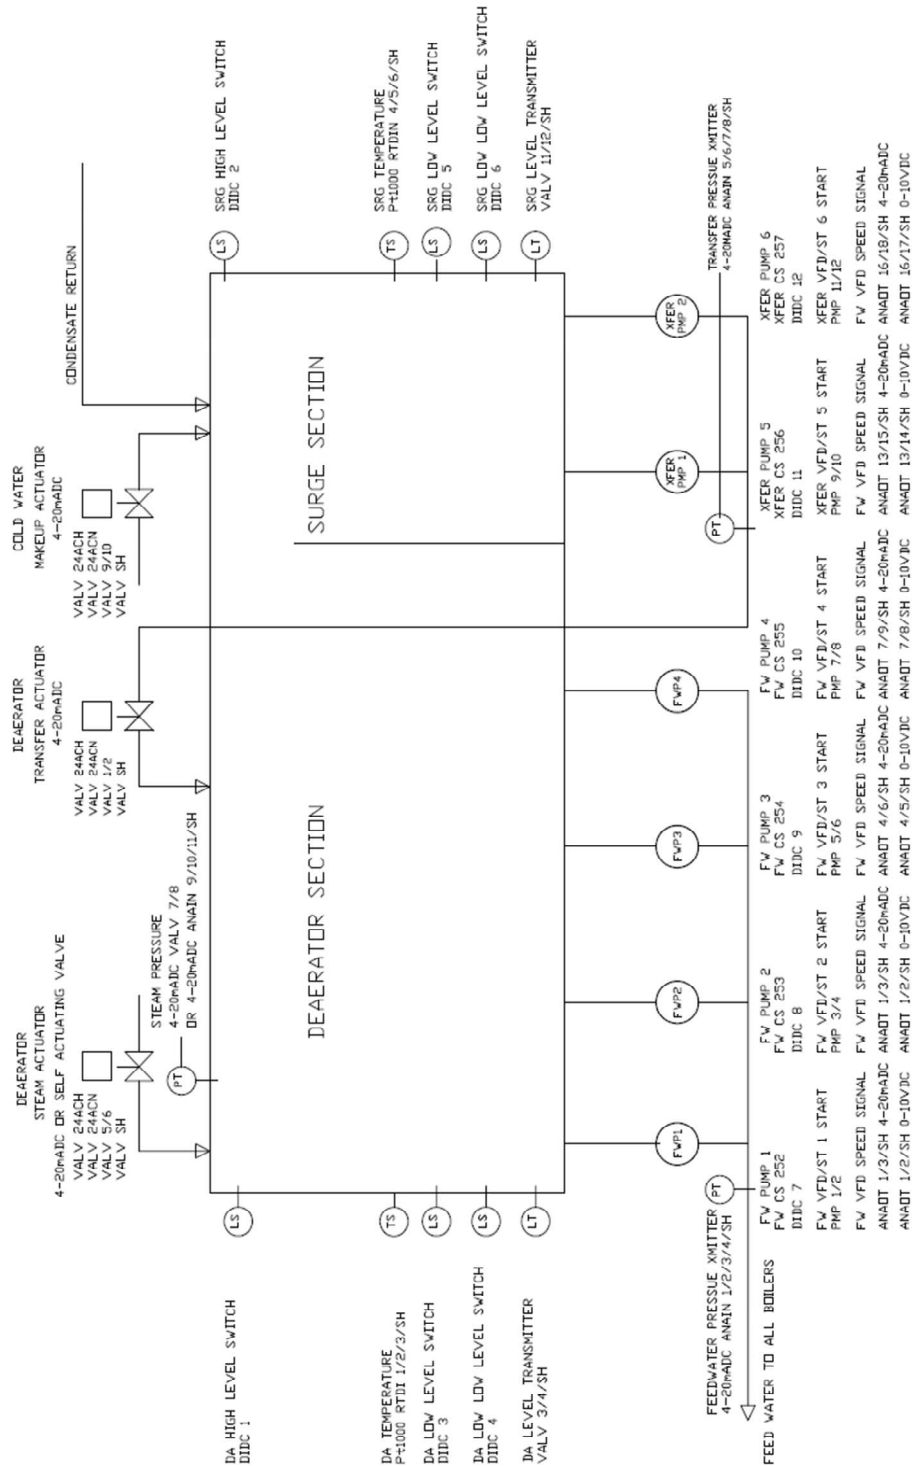 DEAERATOR
STEAM ACTUATOR
4-20mADC OR SELF ACTUATING VALVE
VALV 24ACH
VALV 24ACN
VALV 5/6
VALV SH
DEAERATOR
TRANSFER ACTUATOR
4-20mADC
VALV 24ACH
VALV 24ACN
VALV 1/2
VALV SH
COLD WATER
MAKEUP ACTUATOR
4-20mADC
VALV 24ACH
VALV 24ACN
VALV 9/10
VALV SH
CONDENSATE RETURN
STEAM PRESSURE
4-20mADC VALV 7/8
OR 4-20mADC ANAIN 9/10/11/SH
PT
DA HIGH LEVEL SWITCH
DIDC 1
LS
DA TEMPERATURE
Pt1000 RTDI 1/2/3/SH
TS
DA LOW LEVEL SWITCH
DIDC 3
LS
DA LOW LOW LEVEL SWITCH
DIDC 4
LS
DA LEVEL TRANSMITTER
VALV 3/4/SH
LT
DEAERATOR SECTION
SURGE SECTION
LS
SRG HIGH LEVEL SWITCH
DIDC 2
TS
SRG TEMPERATURE
Pt1000 RTDIN 4/5/6/SH
LS
SRG LOW LEVEL SWITCH
DIDC 5
LS
SRG LOW LOW LEVEL SWITCH
DIDC 6
LT
SRG LEVEL TRANSMITTER
VALV 11/12/SH
FWP1
FWP2
FWP3
FWP4
XFER
PMP 1
XFER
PMP 2
FEEDWATER PRESSUE XMITTER
4-20mADC ANAIN 1/2/3/4/SH
PT
PT
TRANSFER PRESSUE XMITTER
4-20MADC ANAIN 5/6/7/8/SH
FEED WATER TO ALL BOILERS
FW PUMP 1
FW CS 252
DIDC 7
FW VFD/ST 1 START
PMP 1/2
FW VFD SPEED SIGNAL
ANAOT 1/3/SH 4-20mADC
ANAOT 1/2/SH 0-10VDC
FW PUMP 2
FW CS 253
DIDC 8
FW VFD/ST 2 START
PMP 3/4
FW VFD SPEED SIGNAL
ANAOT 1/3/SH 4-20mADC
ANAOT 1/2/SH 0-10VDC
FW PUMP 3
FW CS 254
DIDC 9
FW VFD/ST 3 START
PMP 5/6
FW VFD SPEED SIGNAL
ANAOT 4/6/SH 4-20mADC
ANAOT 4/5/SH 0-10VDC
FW PUMP 4
FW CS 255
DIDC 10
FW VFD/ST 4 START
PMP 7/8
FW VFD SPEED SIGNAL
ANAOT 7/9/SH 4-20mADC
ANAOT 7/8/SH 0-10VDC
XFER PUMP 5
XFER CS 256
DIDC 11
XFER VFD/ST 5 START
PMP 9/10
FW VFD SPEED SIGNAL
ANAOT 13/15/SH 4-20mADC
ANAOT 13/14/SH 0-10VDC
XFER PUMP 6
XFER CS 257
DIDC 12
XFER VFD/ST 6 START
PMP 11/12
FW VFD SPEED SIGNAL
ANAOT 16/18/SH 4-20mADC
ANAOT 16/17/SH 0-10VDC